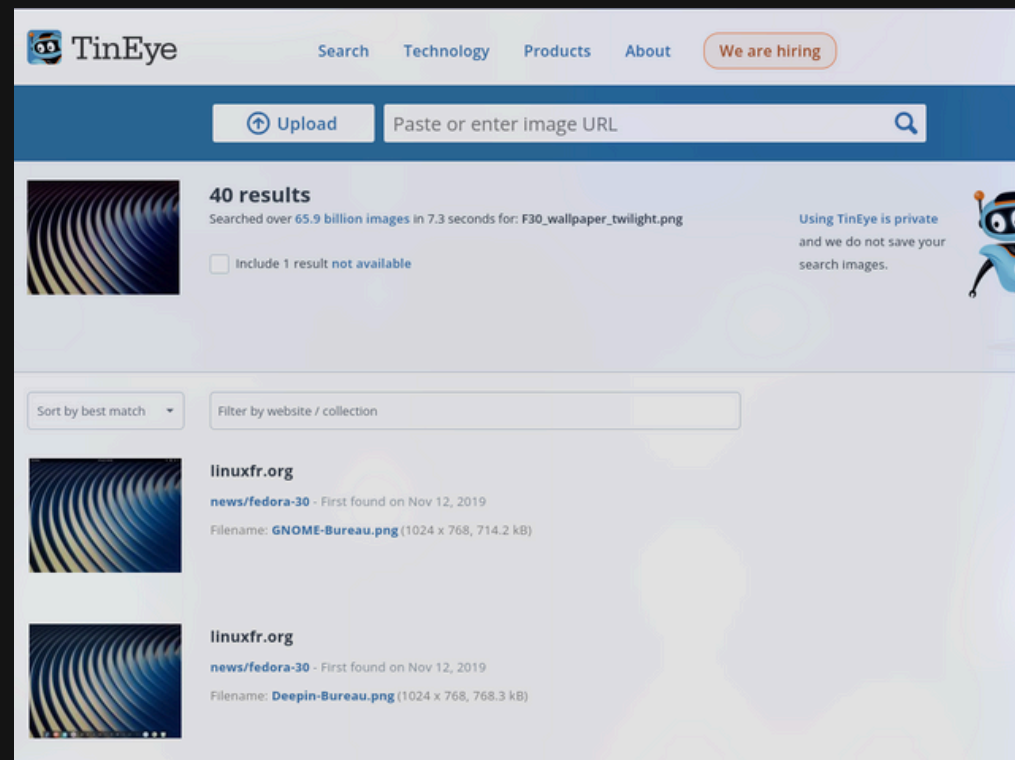 TinEye
Search Technology Products About We are hiring
Upload Paste or enter image URL
40 results
Searched over 65.9 billion images in 7.3 seconds for: F30_wallpaper_twilight.png
Include 1 result not available
Using TinEye is private
and we do not save your
search images.
Sort by best match Filter by website / collection
linuxfr.org
news/fedora-30 - First found on Nov 12, 2019
Filename: GNOME-Bureau.png (1024 x 768, 714.2 kB)
linuxfr.org
news/fedora-30 - First found on Nov 12, 2019
Filename: Deepin-Bureau.png (1024 x 768, 768.3 kB)